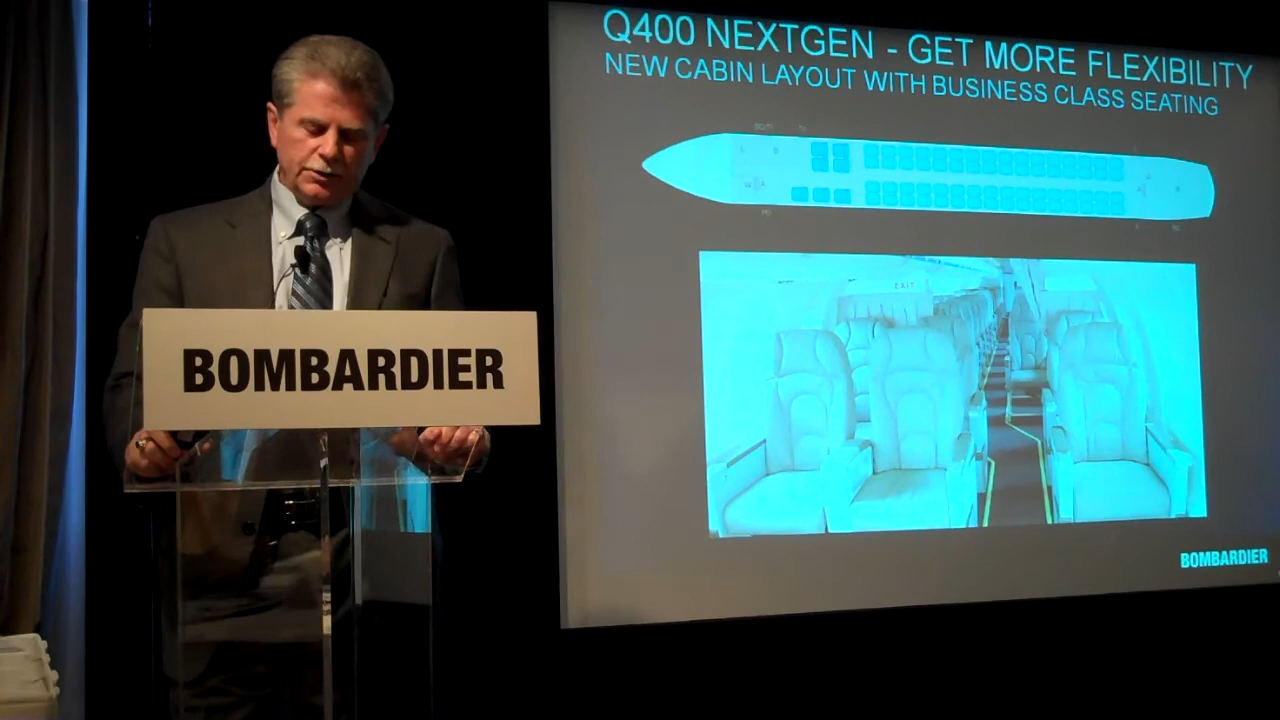 Q400 NEXTGEN - GET MORE FLEXIBILITY
NEW CABIN LAYOUT WITH BUSINESS CLASS SEATING
EXIT
BOMBARDIER
BOMBARDIER